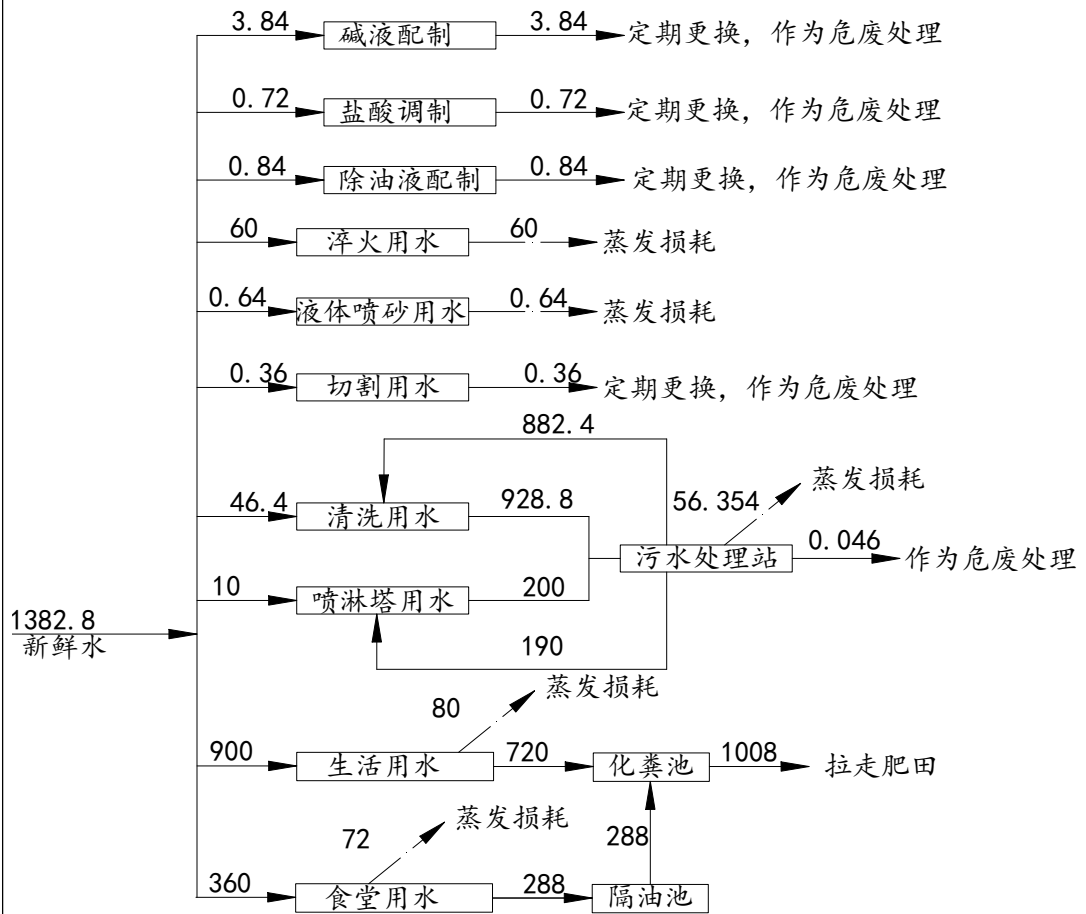 3.84 碱液配制 3.84 定期更换，作为危废处理
0.72 盐酸调制 0.72 定期更换，作为危废处理
0.84 除油液配制 0.84 定期更换，作为危废处理
60 淬火用水 60 蒸发损耗
0.64 液体喷砂用水 0.64 蒸发损耗
0.36 切割用水 0.36 定期更换，作为危废处理
882.4
蒸发损耗
46.4 清洗用水 928.8 56.354
污水处理站 0.046 作为危废处理
10 喷淋塔用水 200
1382.8
新鲜水
190
蒸发损耗
80
900 生活用水 720 化粪池 1008 拉走肥田
蒸发损耗
72
288
360 食堂用水 288 隔油池